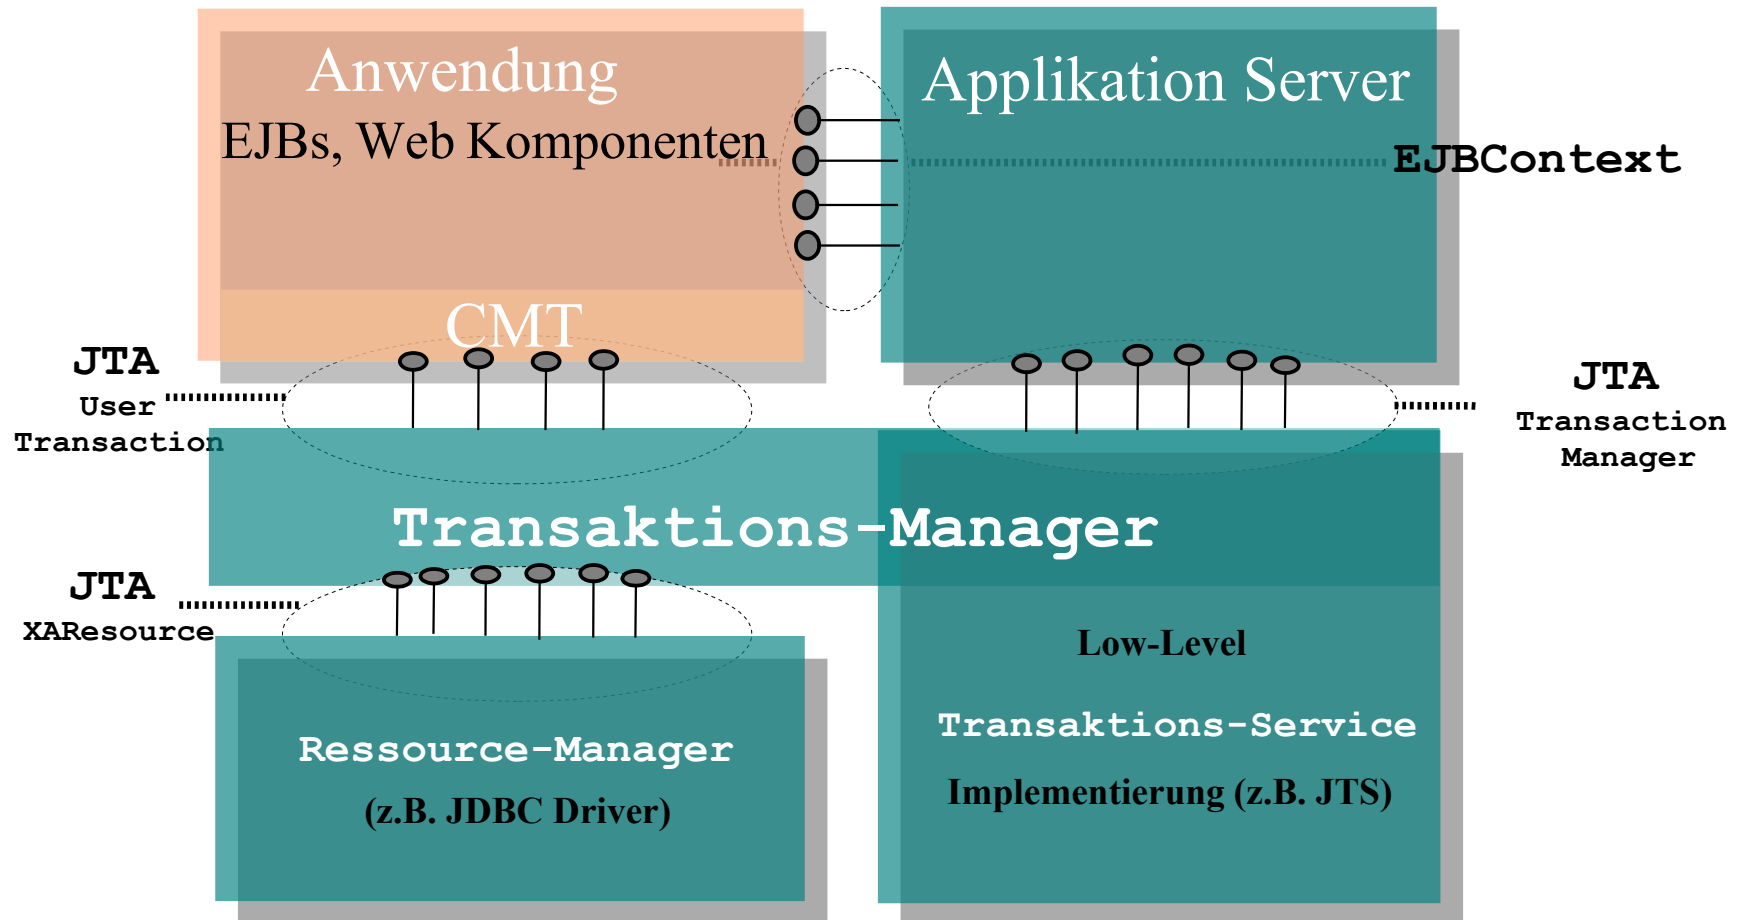 Anwendung
EJBs, Web Komponenten
Applikation Server
EJBContext
CMT
JTA
User
Transaction
JTA
Transaction
Manager
Transaktions-Manager
JTA
XAResource
Ressource-Manager
(z.B. JDBC Driver)
Low-Level
Transaktions-Service
Implementierung (z.B. JTS)